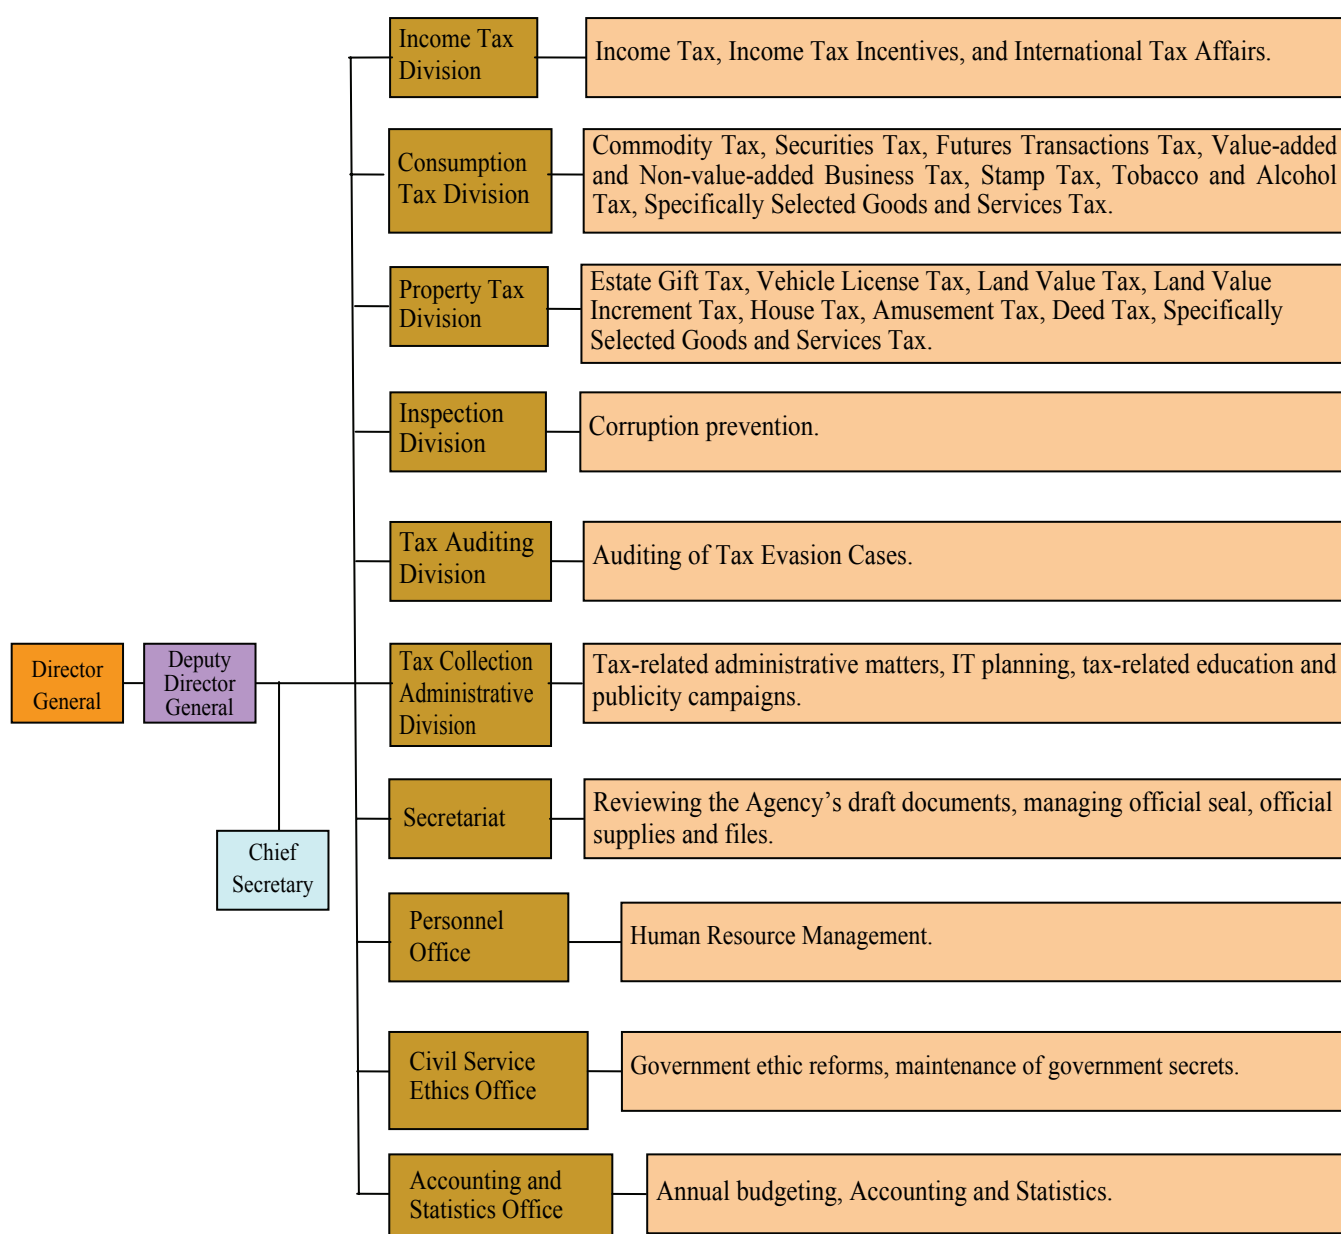 Income Tax
Division
Income Tax, Income Tax Incentives, and International Tax Affairs.
Consumption
Tax Division
Commodity Tax, Securities Tax, Futures Transactions Tax, Value-added
and Non-value-added Business Tax, Stamp Tax, Tobacco and Alcohol
Tax, Specifically Selected Goods and Services Tax.
Property Tax
Division
Estate Gift Tax, Vehicle License Tax, Land Value Tax, Land Value
Increment Tax, House Tax, Amusement Tax, Deed Tax, Specifically
Selected Goods and Services Tax.
Inspection
Division
Corruption prevention.
Tax Auditing
Division
Auditing of Tax Evasion Cases.
Director
General
Deputy
Director
General
Tax Collection
Administrative
Division
Tax-related administrative matters, IT planning, tax-related education and
publicity campaigns.
Chief
Secretary
Secretariat
Reviewing the Agency’s draft documents, managing official seal, official
supplies and files.
Personnel
Office
Human Resource Management.
Civil Service
Ethics Office
Government ethic reforms, maintenance of government secrets.
Accounting and
Statistics Office
Annual budgeting, Accounting and Statistics.